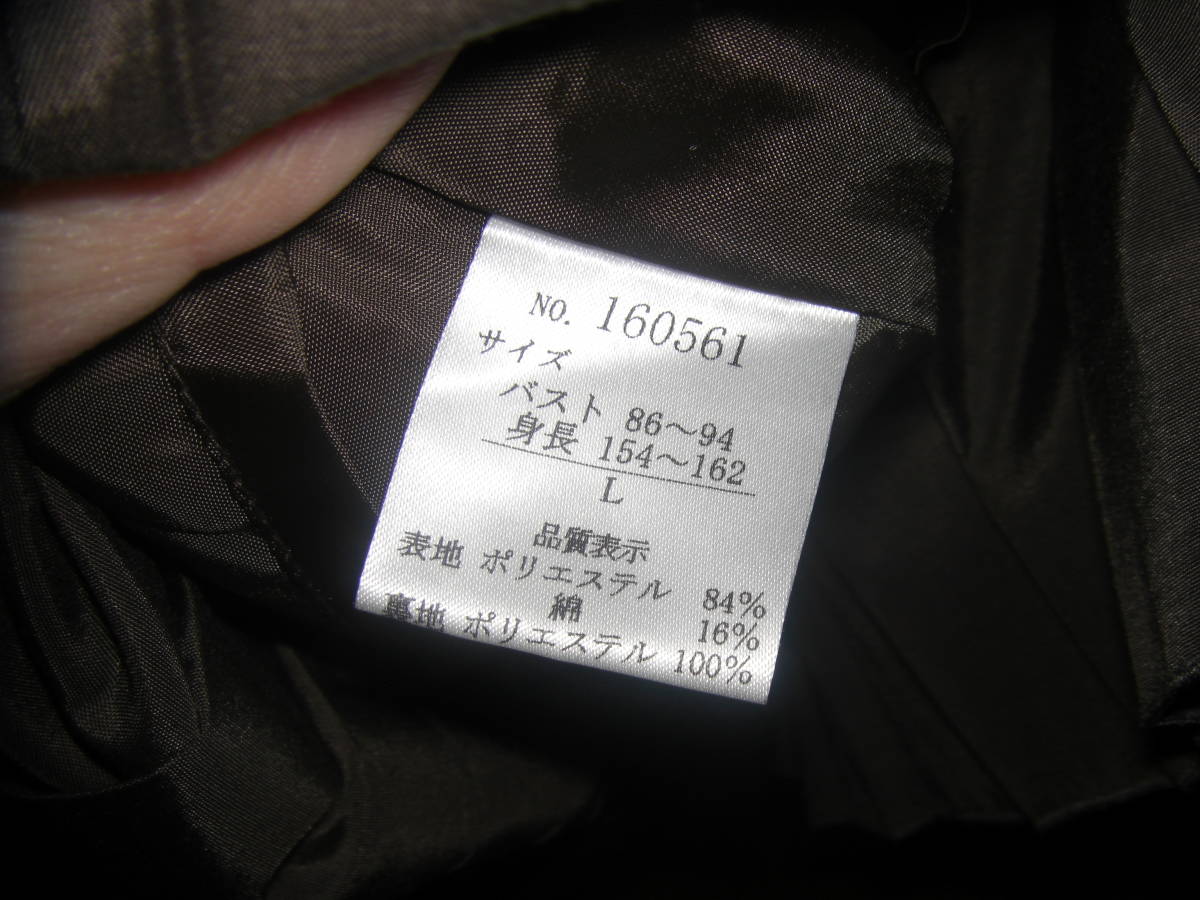 NO. 160561
サイズ
バスト 86～94
身長 154～162
L
品質表示
表地 ポリエステル 84%
綿 16%
裏地 ポリエステル 100%